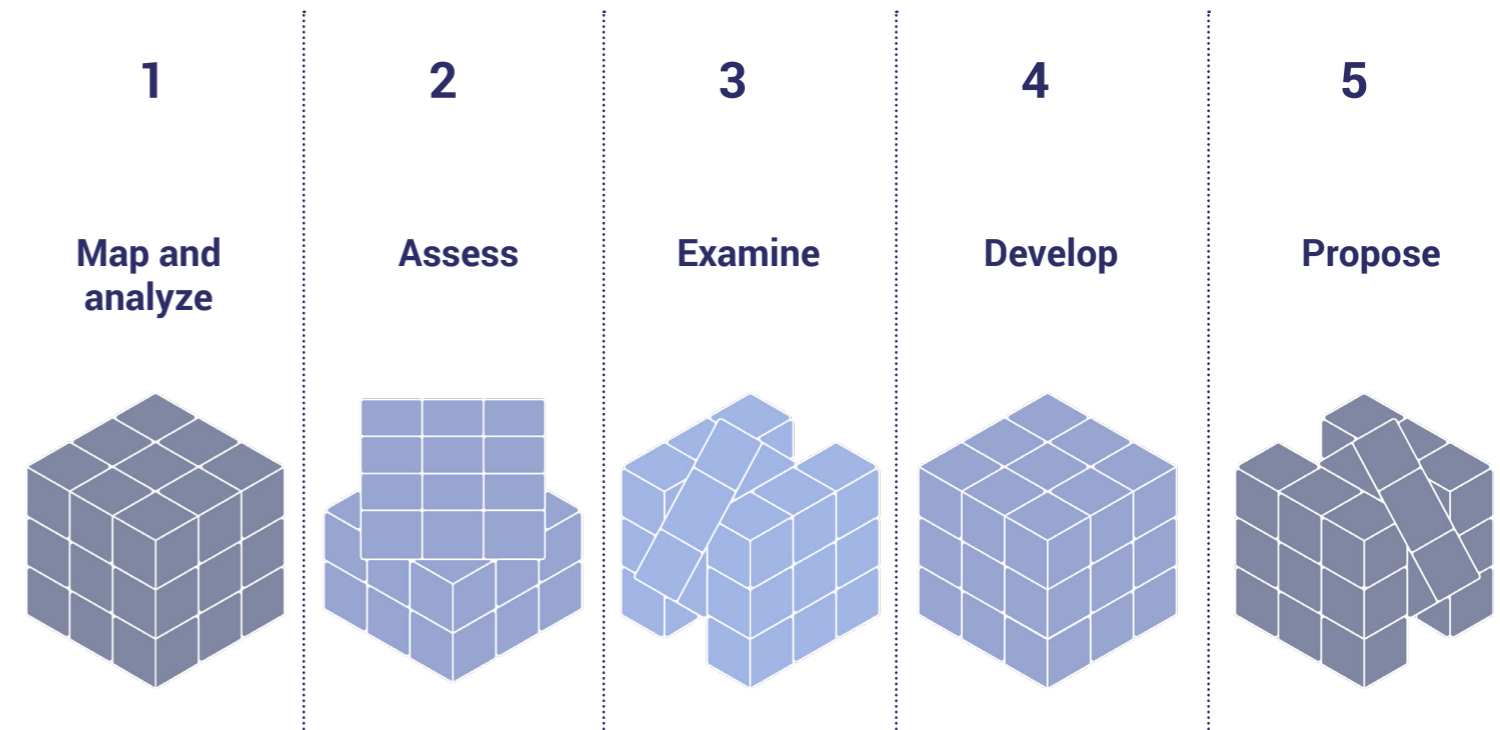 1
2
3
4
5
Map and
analyze
Assess
Examine
Develop
Propose